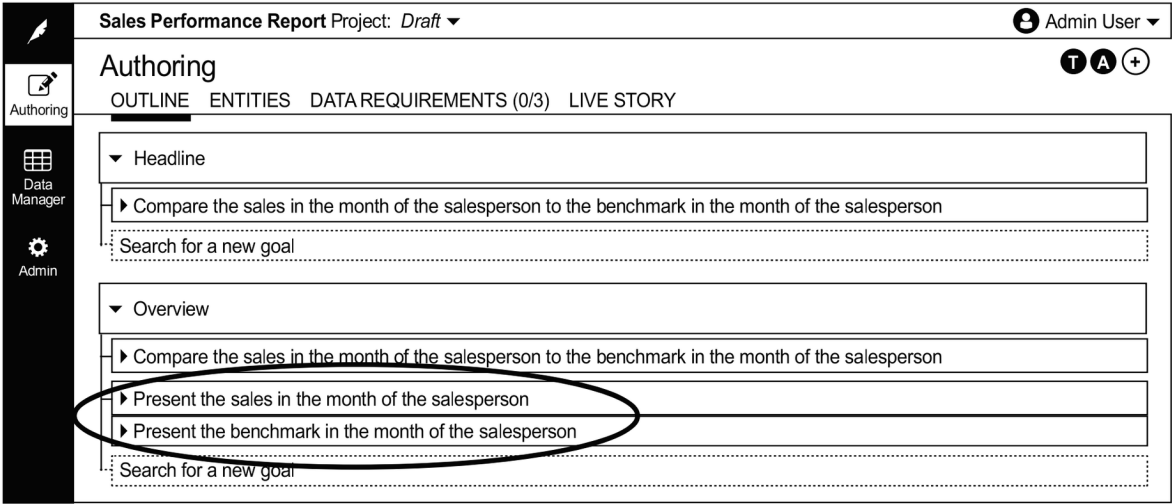 Sales Performance Report Project: Draft
Admin User
Authoring
T A +
OUTLINE ENTITIES DATA REQUIREMENTS (0/3) LIVE STORY
Authoring
Data
Manager
Admin
Headline
Compare the sales in the month of the salesperson to the benchmark in the month of the salesperson
Search for a new goal
Overview
Compare the sales in the month of the salesperson to the benchmark in the month of the salesperson
Present the sales in the month of the salesperson
Present the benchmark in the month of the salesperson
Search for a new goal